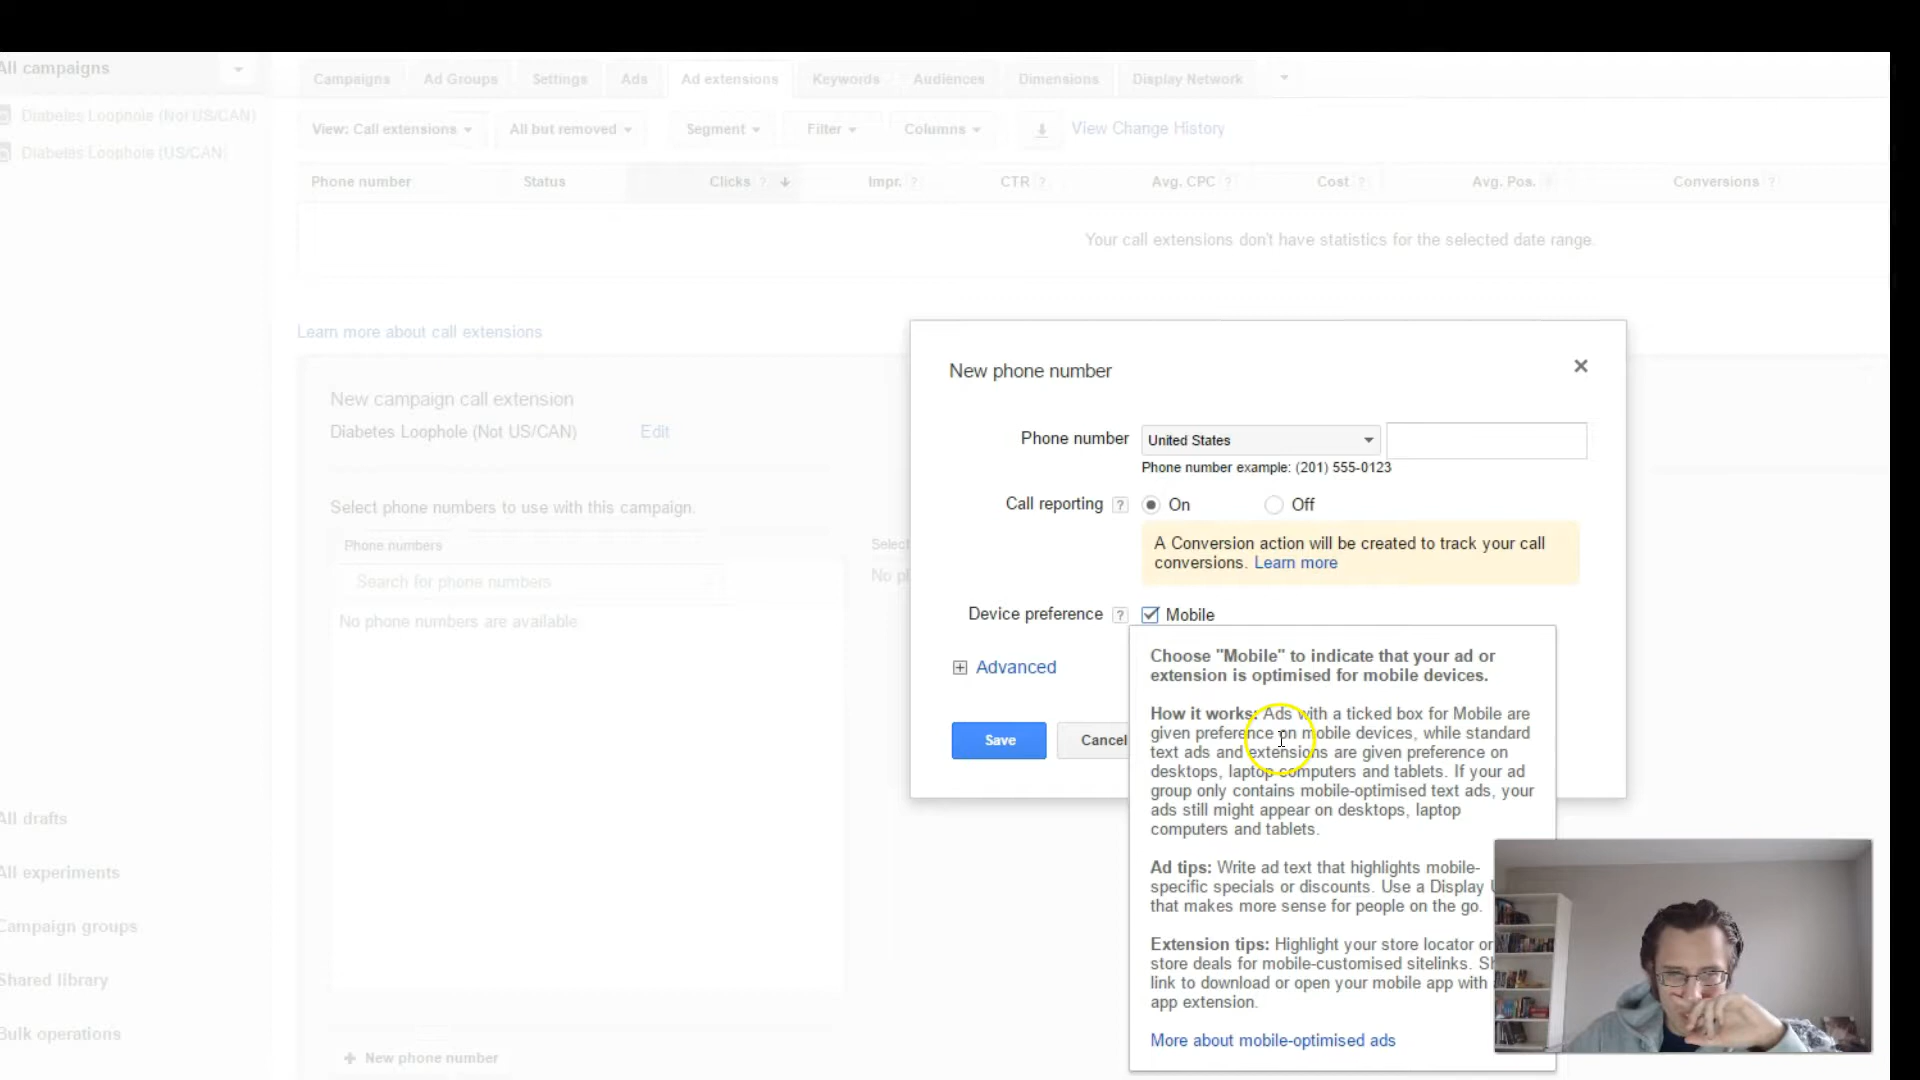 All campaigns
Campaigns Ad Groups Settings Ads Ad extensions Keywords Audiences Dimensions Display Network
Diabetes Loophole (Not US/CAN)
Diabetes Loophole (US/CAN)
View: Call extensions All but removed Segment Filter Columns View Change History
Phone number Status Clicks ? Impr. ? CTR ? Avg. CPC ? Cost ? Avg. Pos. Conversions ?
Your call extensions don't have statistics for the selected date range.
Learn more about call extensions
New campaign call extension
Diabetes Loophole (Not US/CAN) Edit
Select phone numbers to use with this campaign.
Phone numbers
Search for phone numbers
No phone numbers are available
Select
No p
New phone number
Phone number United States
Phone number example: (201) 555-0123
Call reporting ? On Off
A Conversion action will be created to track your call
conversions. Learn more
Device preference ? Mobile
Advanced
Save Cancel
Choose "Mobile" to indicate that your ad or
extension is optimised for mobile devices.
How it works: Ads with a ticked box for Mobile are
given preference on mobile devices, while standard
text ads and extensions are given preference on
desktops, laptop computers and tablets. If your ad
group only contains mobile-optimised text ads, your
ads still might appear on desktops, laptop
computers and tablets.
Ad tips: Write ad text that highlights mobile-
specific specials or discounts. Use a Display
that makes more sense for people on the go.
Extension tips: Highlight your store locator or
store deals for mobile-customised sitelinks.
link to download or open your mobile app with
app extension.
More about mobile-optimised ads
All drafts
All experiments
Campaign groups
Shared library
Bulk operations
+ New phone number